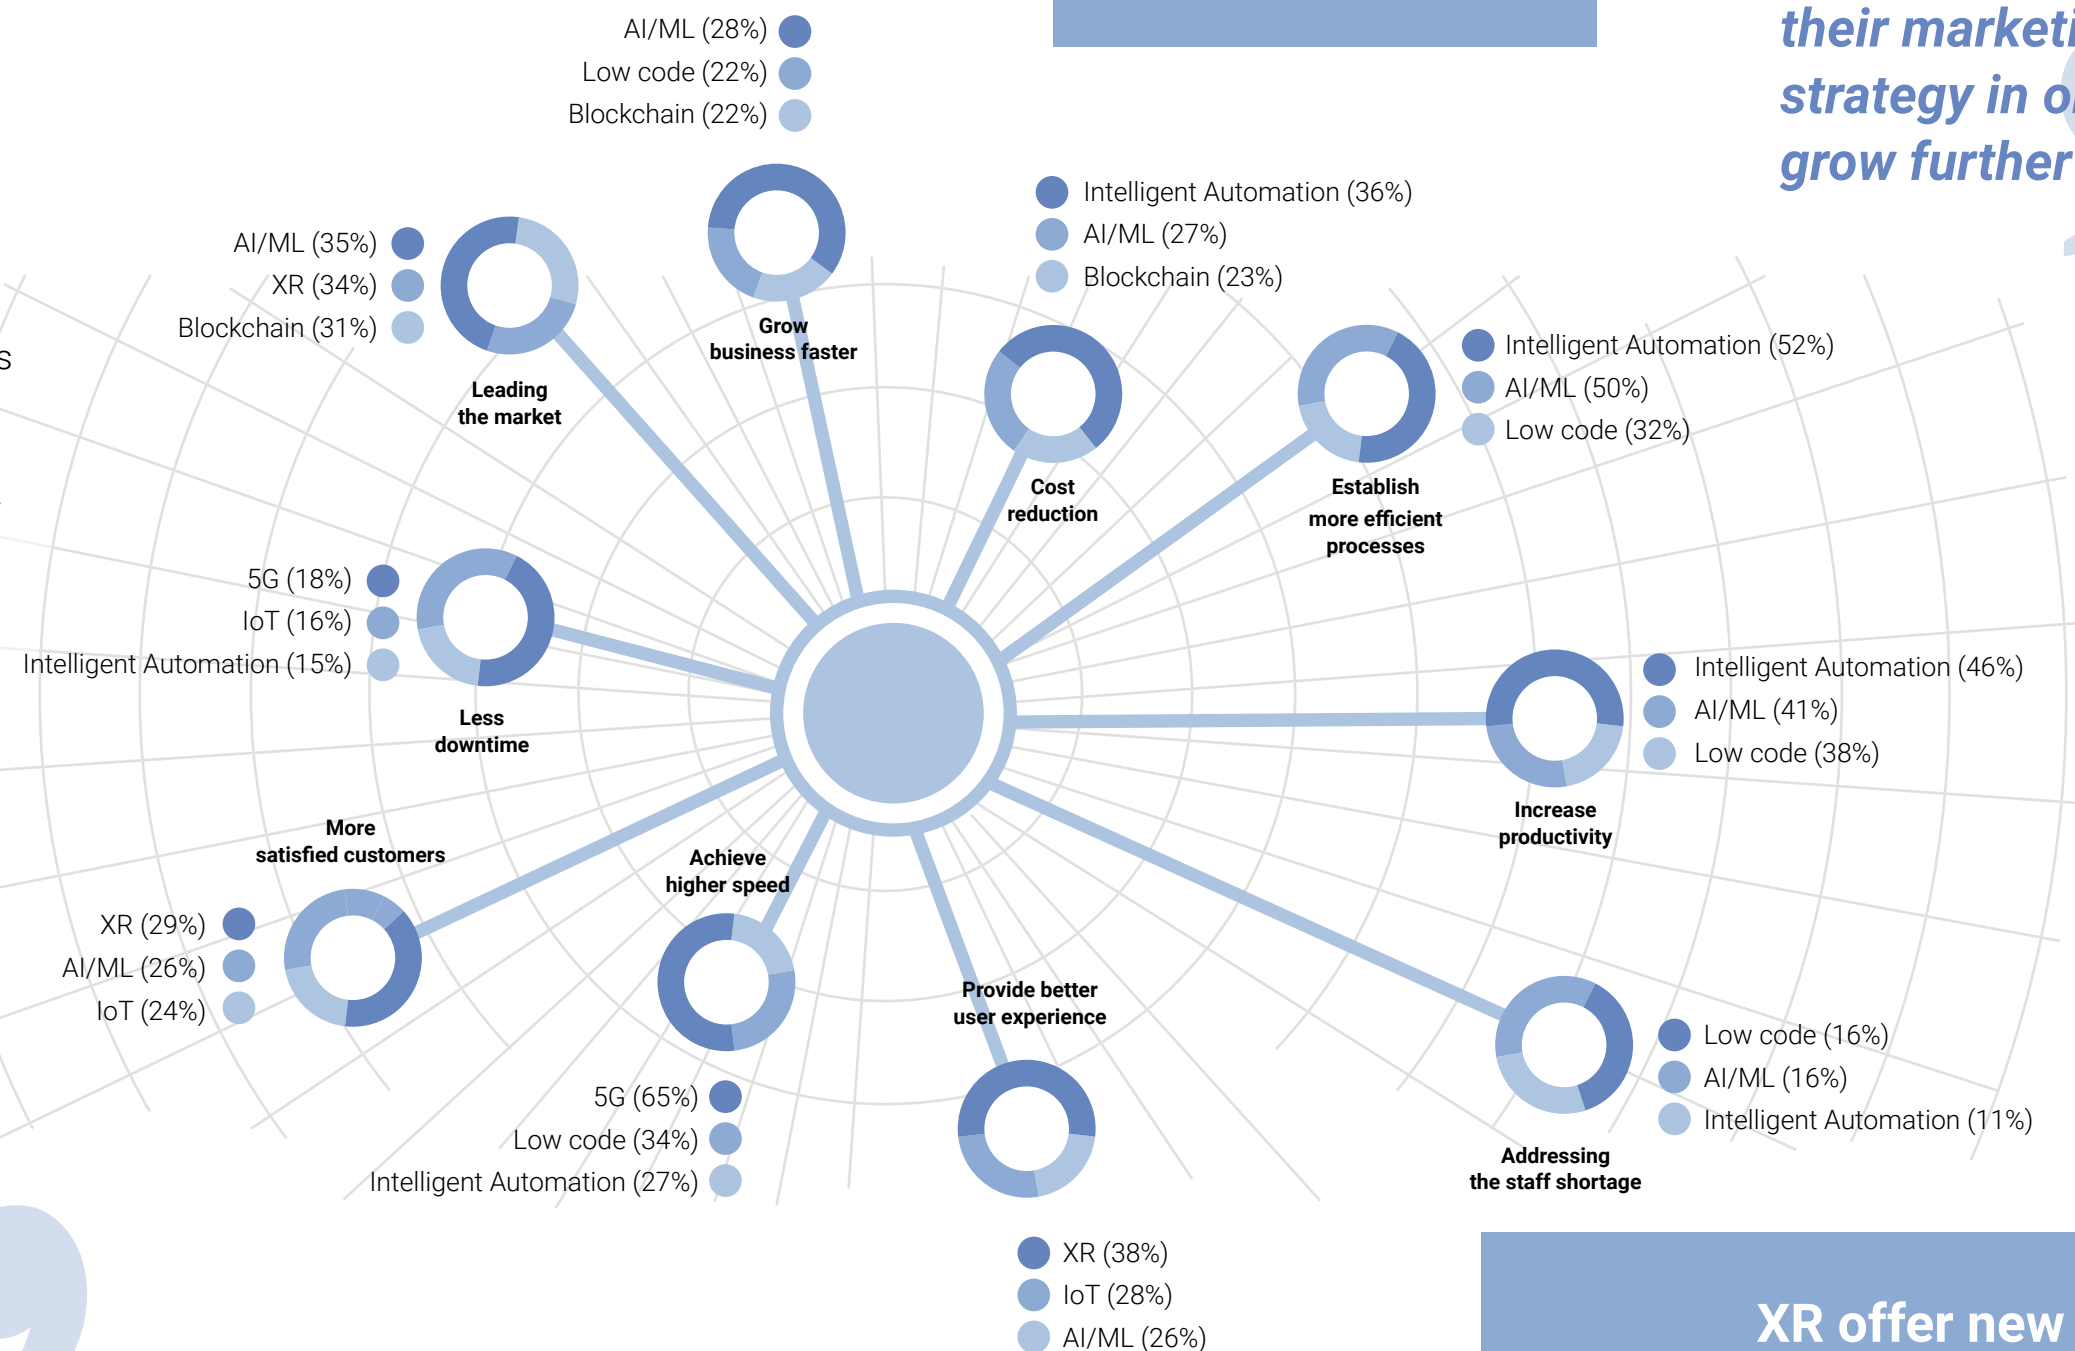 their marketi
strategy in o
grow further
AI/ML (28%)
Low code (22%)
Blockchain (22%)
Grow
business faster
AI/ML (35%)
XR (34%)
Blockchain (31%)
Leading
the market
Intelligent Automation (36%)
AI/ML (27%)
Blockchain (23%)
Cost
reduction
Intelligent Automation (52%)
AI/ML (50%)
Low code (32%)
Establish
more efficient
processes
s
5G (18%)
IoT (16%)
Intelligent Automation (15%)
Less
downtime
Intelligent Automation (46%)
AI/ML (41%)
Low code (38%)
Increase
productivity
More
satisfied customers
XR (29%)
AI/ML (26%)
IoT (24%)
Achieve
higher speed
5G (65%)
Low code (34%)
Intelligent Automation (27%)
Provide better
user experience
XR (38%)
IoT (28%)
AI/ML (26%)
Low code (16%)
AI/ML (16%)
Intelligent Automation (11%)
Addressing
the staff shortage
XR offer new